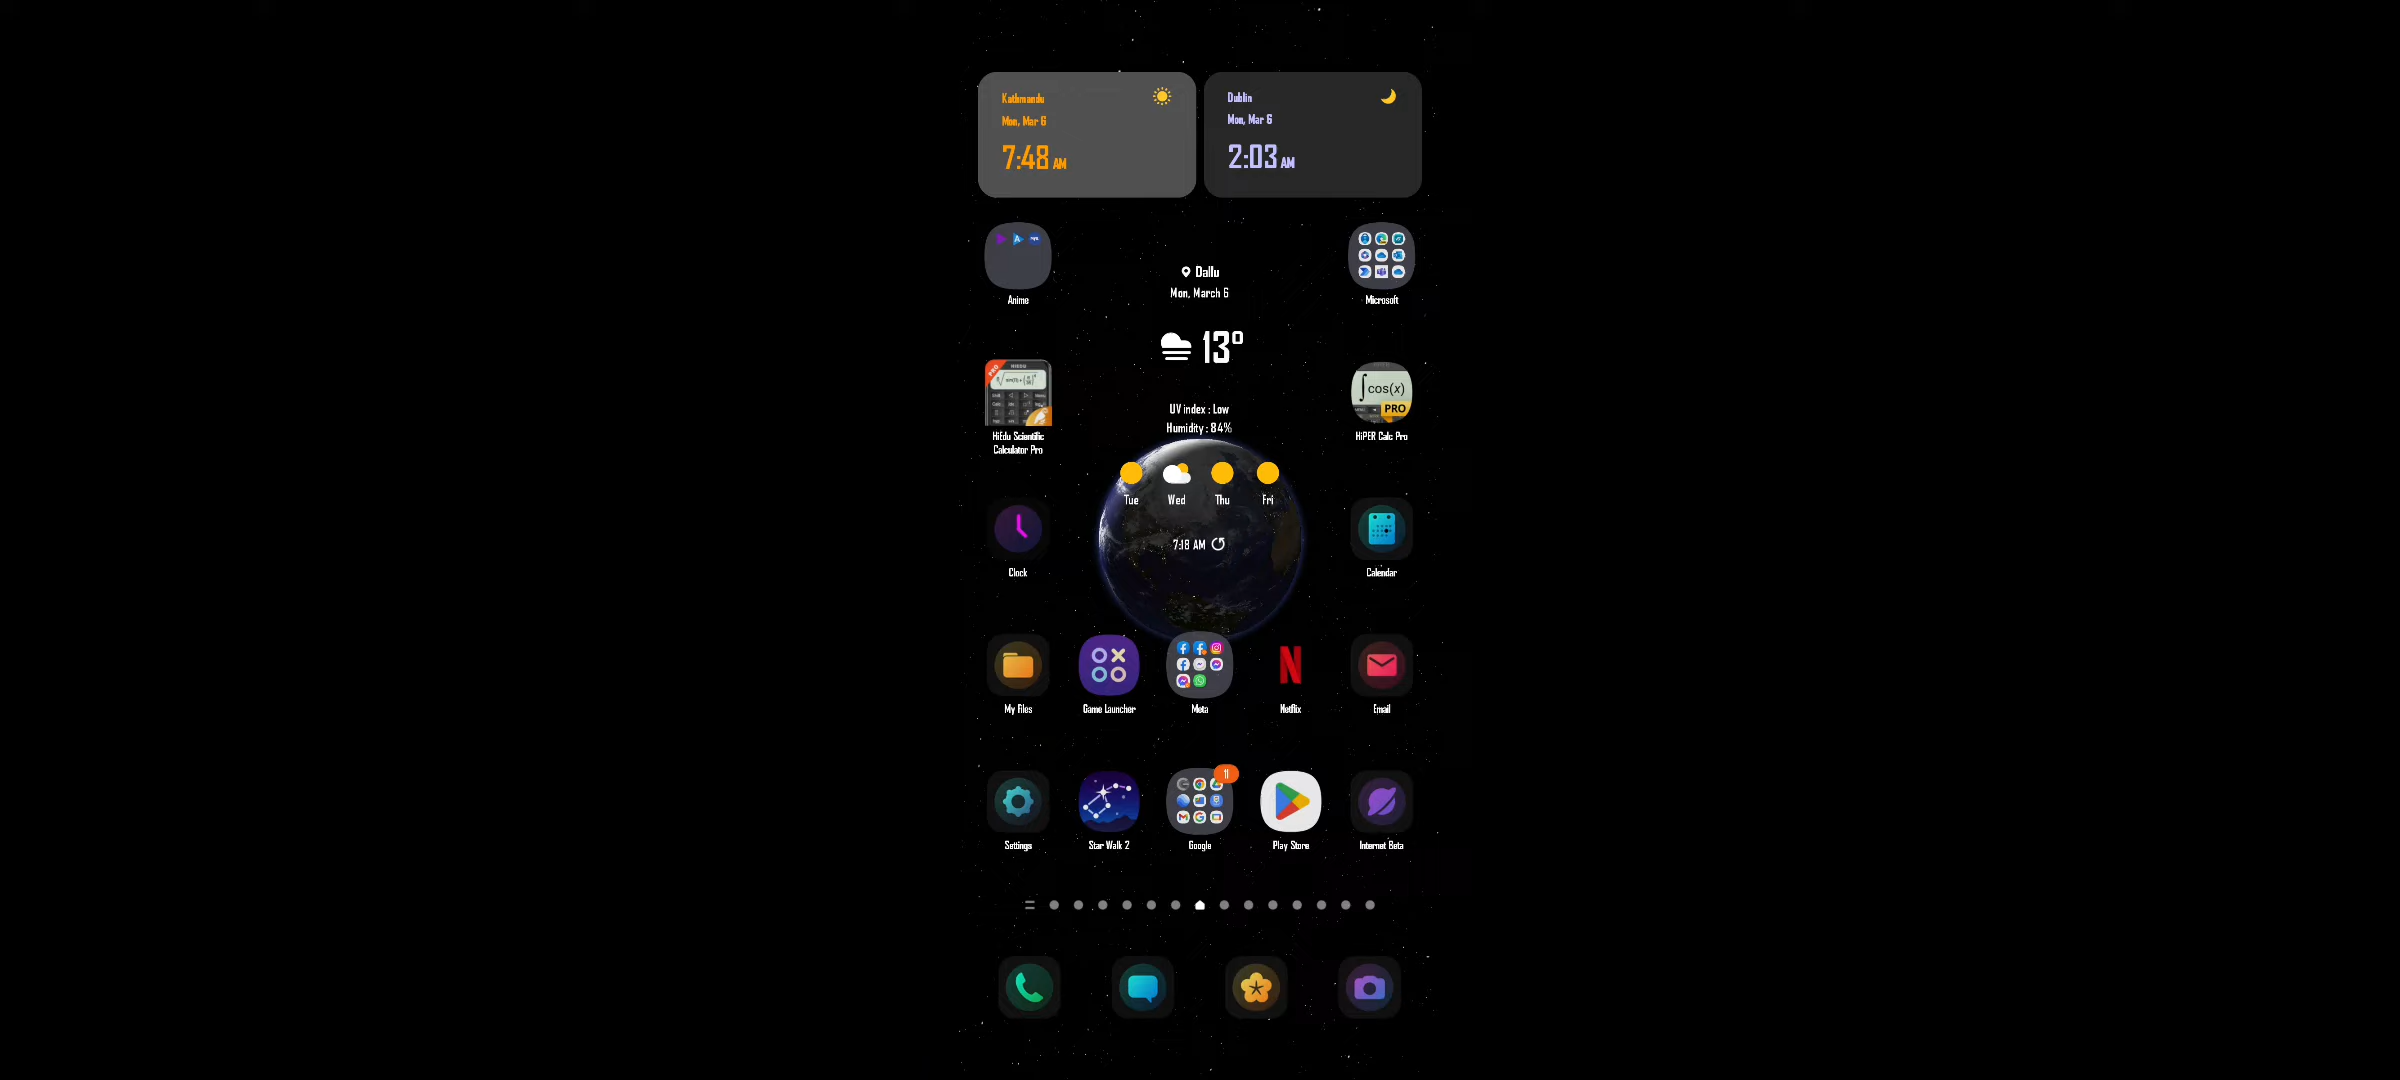 Kathmandu
Mon, Mar 6
7:48 AM
Dublin
Mon, Mar 6
2:03 AM
Anime
Dallu
Mon, March 6
13°
UV index : Low
Humidity : 84%
Microsoft
HiEdu Scientific
Calculator Pro
cos(x)
PRO
HiPER Calc Pro
Tue
Wed
Thu
Fri
7:18 AM
Clock
Calendar
My Files
Game Launcher
Meta
Netflix
Email
11
Settings
Star Walk 2
Google
Play Store
Internet Beta